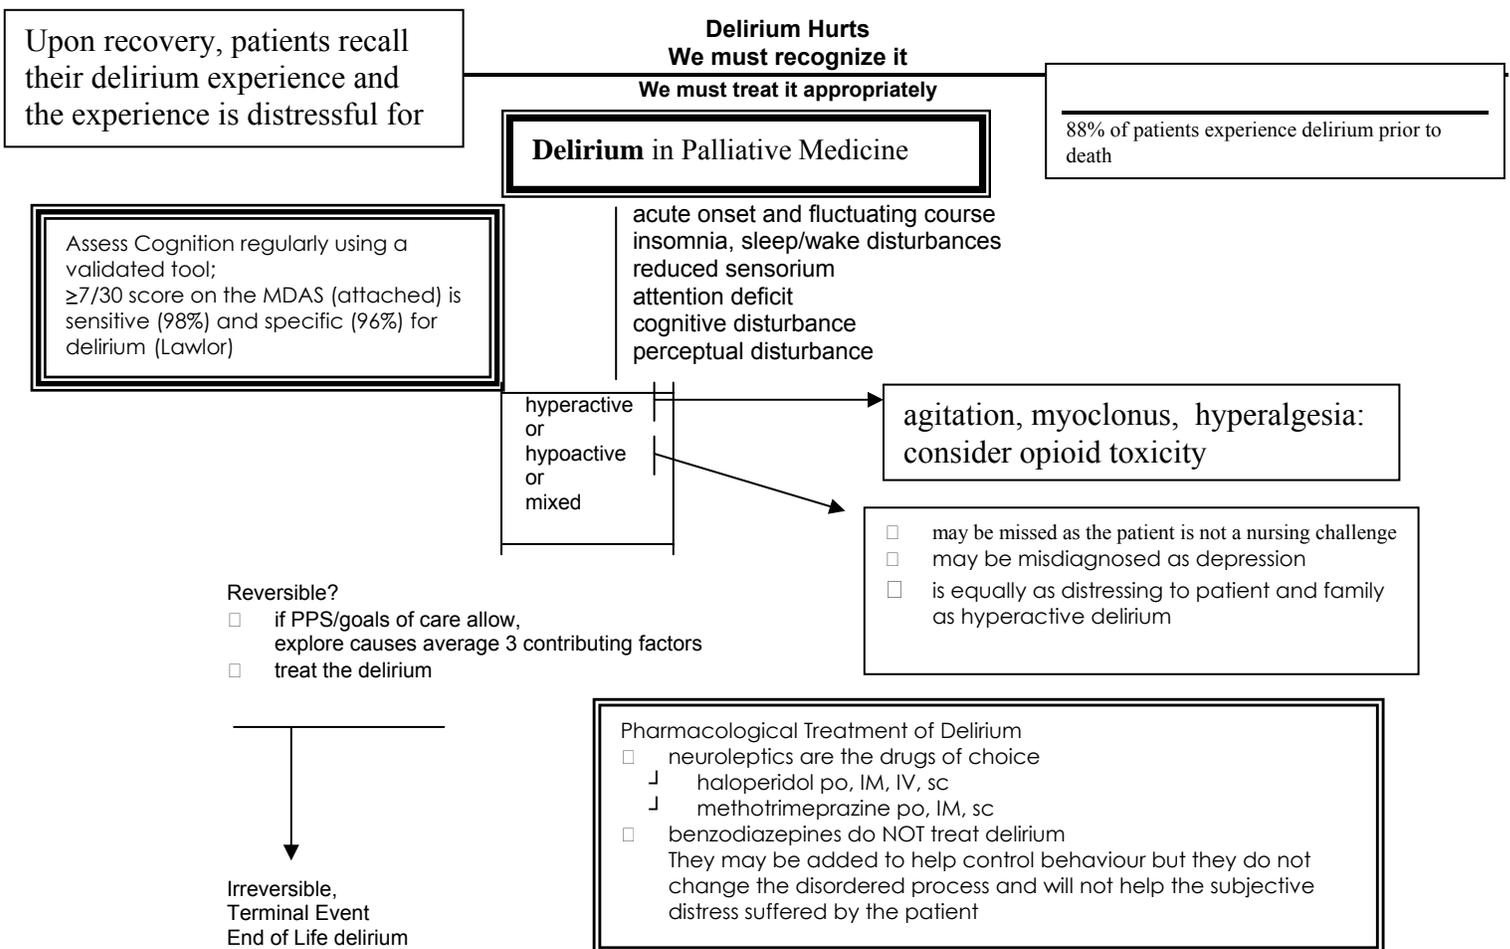 Delirium Hurts
We must recognize it
We must treat it appropriately
Upon recovery, patients recall
their delirium experience and
the experience is distressful for
88% of patients experience delirium prior to
death
Delirium in Palliative Medicine
Assess Cognition regularly using a
validated tool;
≥7/30 score on the MDAS (attached) is
sensitive (98%) and specific (96%) for
delirium (Lawlor)
acute onset and fluctuating course
insomnia, sleep/wake disturbances
reduced sensorium
attention deficit
cognitive disturbance
perceptual disturbance
hyperactive
or
hypoactive
or
mixed
agitation, myoclonus, hyperalgesia:
consider opioid toxicity
may be missed as the patient is not a nursing challenge
may be misdiagnosed as depression
is equally as distressing to patient and family
as hyperactive delirium
Reversible?
if PPS/goals of care allow,
explore causes average 3 contributing factors
treat the delirium
Irreversible,
Terminal Event
End of Life delirium
Pharmacological Treatment of Delirium
neuroleptics are the drugs of choice
haloperidol po, IM, IV, sc
methotrimeprazine po, IM, sc
benzodiazepines do NOT treat delirium
They may be added to help control behaviour but they do not
change the disordered process and will not help the subjective
distress suffered by the patient